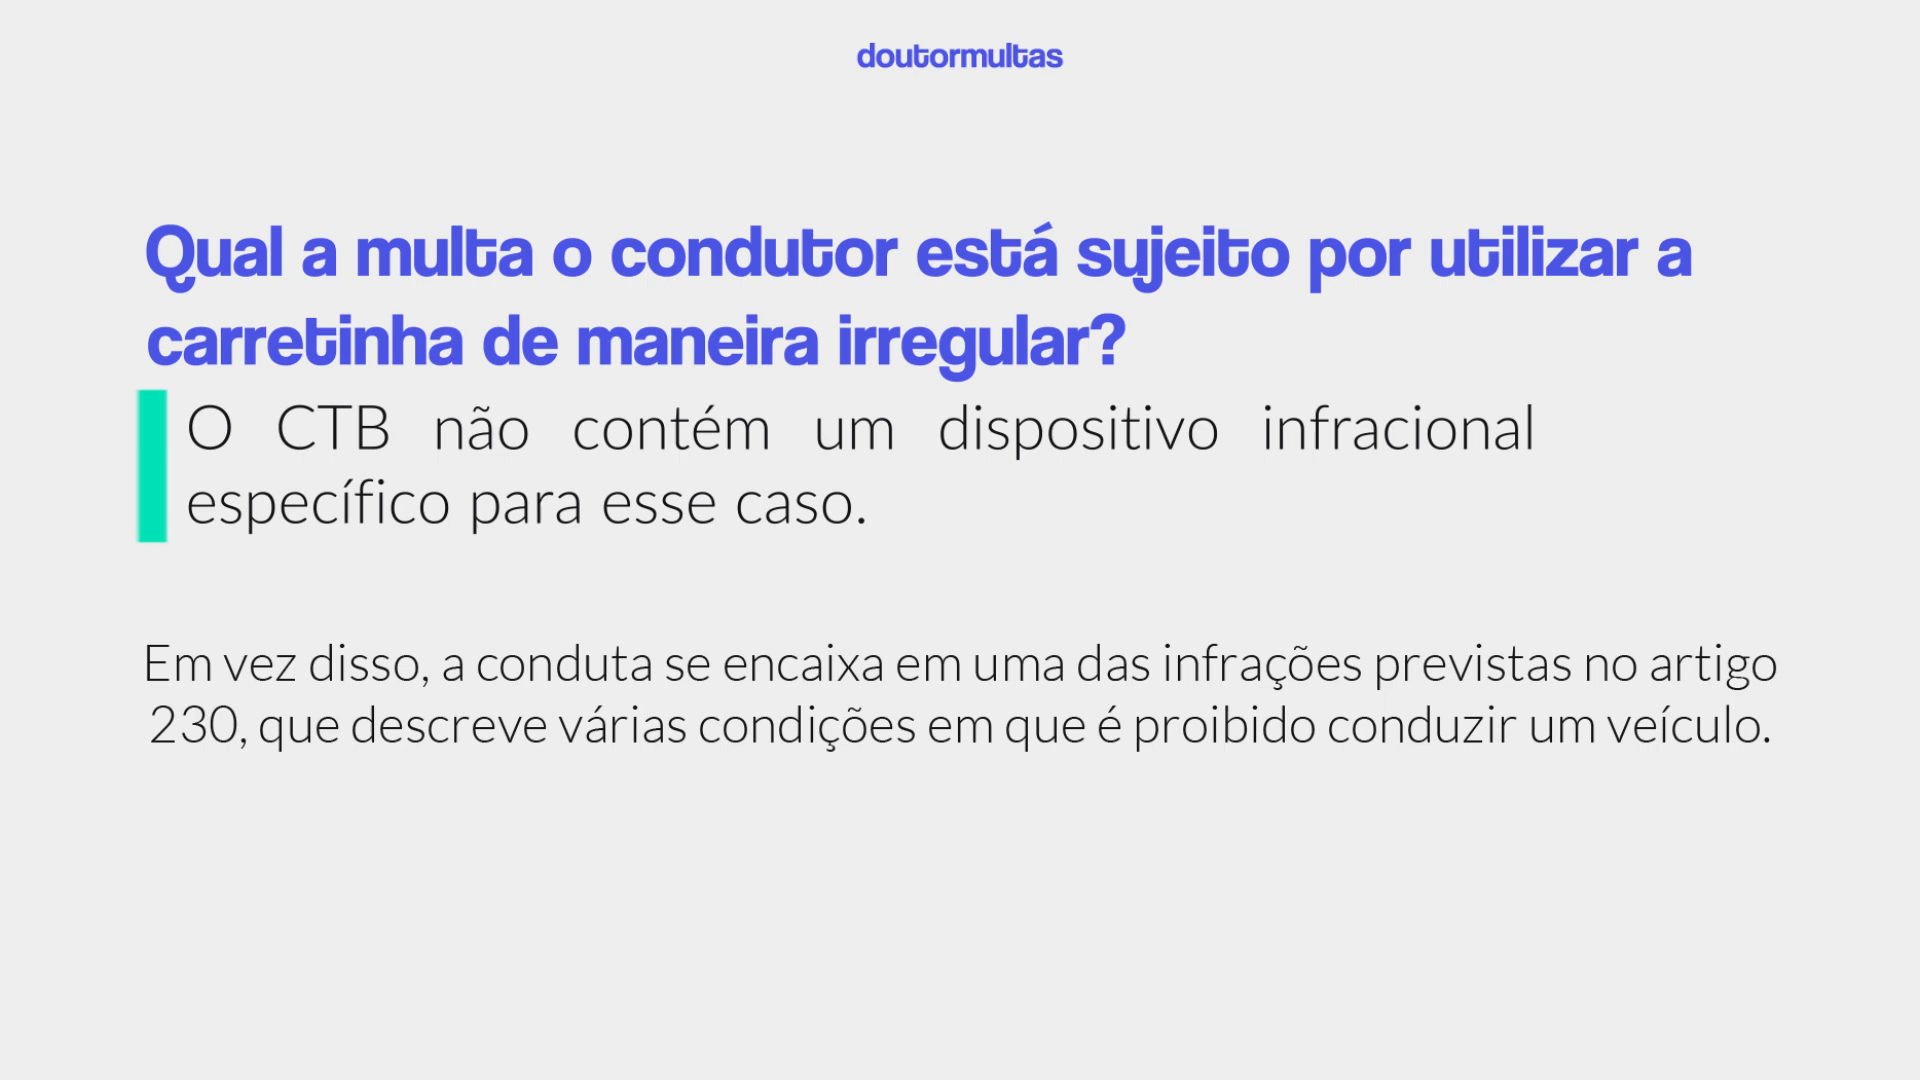 doutormultas
Qual a multa o condutor está sujeito por utilizar a
carretinha de maneira irregular?
O CTB não contém um dispositivo infracional
específico para esse caso.
Em vez disso, a conduta se encaixa em uma das infrações previstas no artigo
230, que descreve várias condições em que é proibido conduzir um veículo.